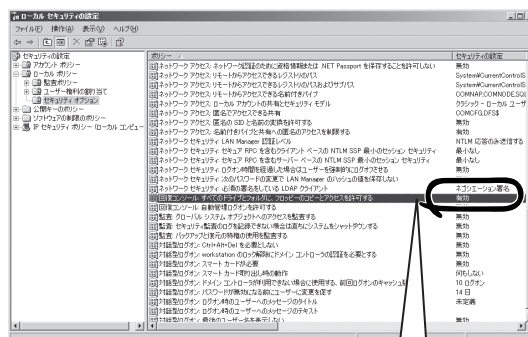 ローカル セキュリティの設定
ファイル(F) 操作(A) 表示(V) ヘルプ(H)
セキュリティの設定
アカウント ポリシー
ローカル ポリシー
監査ポリシー
ユーザー権利の割り当て
セキュリティ オプション
公開キーのポリシー
ソフトウェアの制限のポリシー
IP セキュリティ ポリシー (ローカル コンピュー
ポリシー セキュリティの設定
ネットワーク アクセス: ネットワーク認証のために資格情報または .NET Passport を保存することを許可しない 無効
ネットワーク アクセス: リモートからアクセスできるレジストリのパス System¥CurrentControlS
ネットワーク アクセス: リモートからアクセスできるレジストリのパスおよびサブパス System¥CurrentControlS
ネットワーク アクセス: リモートからアクセスできる名前付きパイプ COMNAP,COMNODE,SQL
ネットワーク アクセス: ローカル アカウントの共有とセキュリティ モデル クラシック - ローカル ユーザ
ネットワーク アクセス: 匿名でアクセスできる共有 COMCFG,DFS$
ネットワーク アクセス: 匿名の SID と名前の変換を許可する 無効
ネットワーク アクセス: 名前付きパイプと共有への匿名のアクセスを制限する 有効
ネットワーク セキュリティ: LAN Manager 認証レベル NTLM 応答のみ送信する
ネットワーク セキュリティ: セキュア RPC を含むクライアント ベースの NTLM SSP 最小のセッション セキュリティ 最小なし
ネットワーク セキュリティ: セキュア RPC を含むサーバー ベースの NTLM SSP 最小のセッション セキュリティ 最小なし
ネットワーク セキュリティ: ログオン時間を経過した場合はユーザーを強制的にログオフさせる 無効
ネットワーク セキュリティ: 次のパスワードの変更で LAN Manager のハッシュの値を保存しない 無効
ネットワーク セキュリティ: 必須の署名をしている LDAP クライアント ネゴシエーション署名
回復コンソール: すべてのドライブとフォルダに、フロッピーのコピーとアクセスを許可する 有効
回復コンソール: 自動管理ログオンを許可する
監査: グローバル システム オブジェクトへのアクセスを監査する 無効
監査: セキュリティ監査のログを記録できない場合は直ちにシステムをシャットダウンする 無効
監査: バックアップと復元の特権の使用を監査する 無効
対話型ログオン: Ctrl+Alt+Del を必要としない 無効
対話型ログオン: workstation のロック解除にドメイン コントローラの認証を必要とする 無効
対話型ログオン: スマート カードが必要 無効
対話型ログオン: スマート カード取り出し時の動作 何もしない
対話型ログオン: ドメイン コントローラが利用できない場合に使用する、前回ログオンのキャッシュ 10 ログオン
対話型ログオン: パスワードが無効になる前にユーザーに変更を促す 14 日
対話型ログオン: ログオン時のユーザーへのメッセージのタイトル 未定義
対話型ログオン: ログオン時のユーザーへのメッセージのテキスト
対話型ログオン: 最後のユーザー名を表示しない 無効